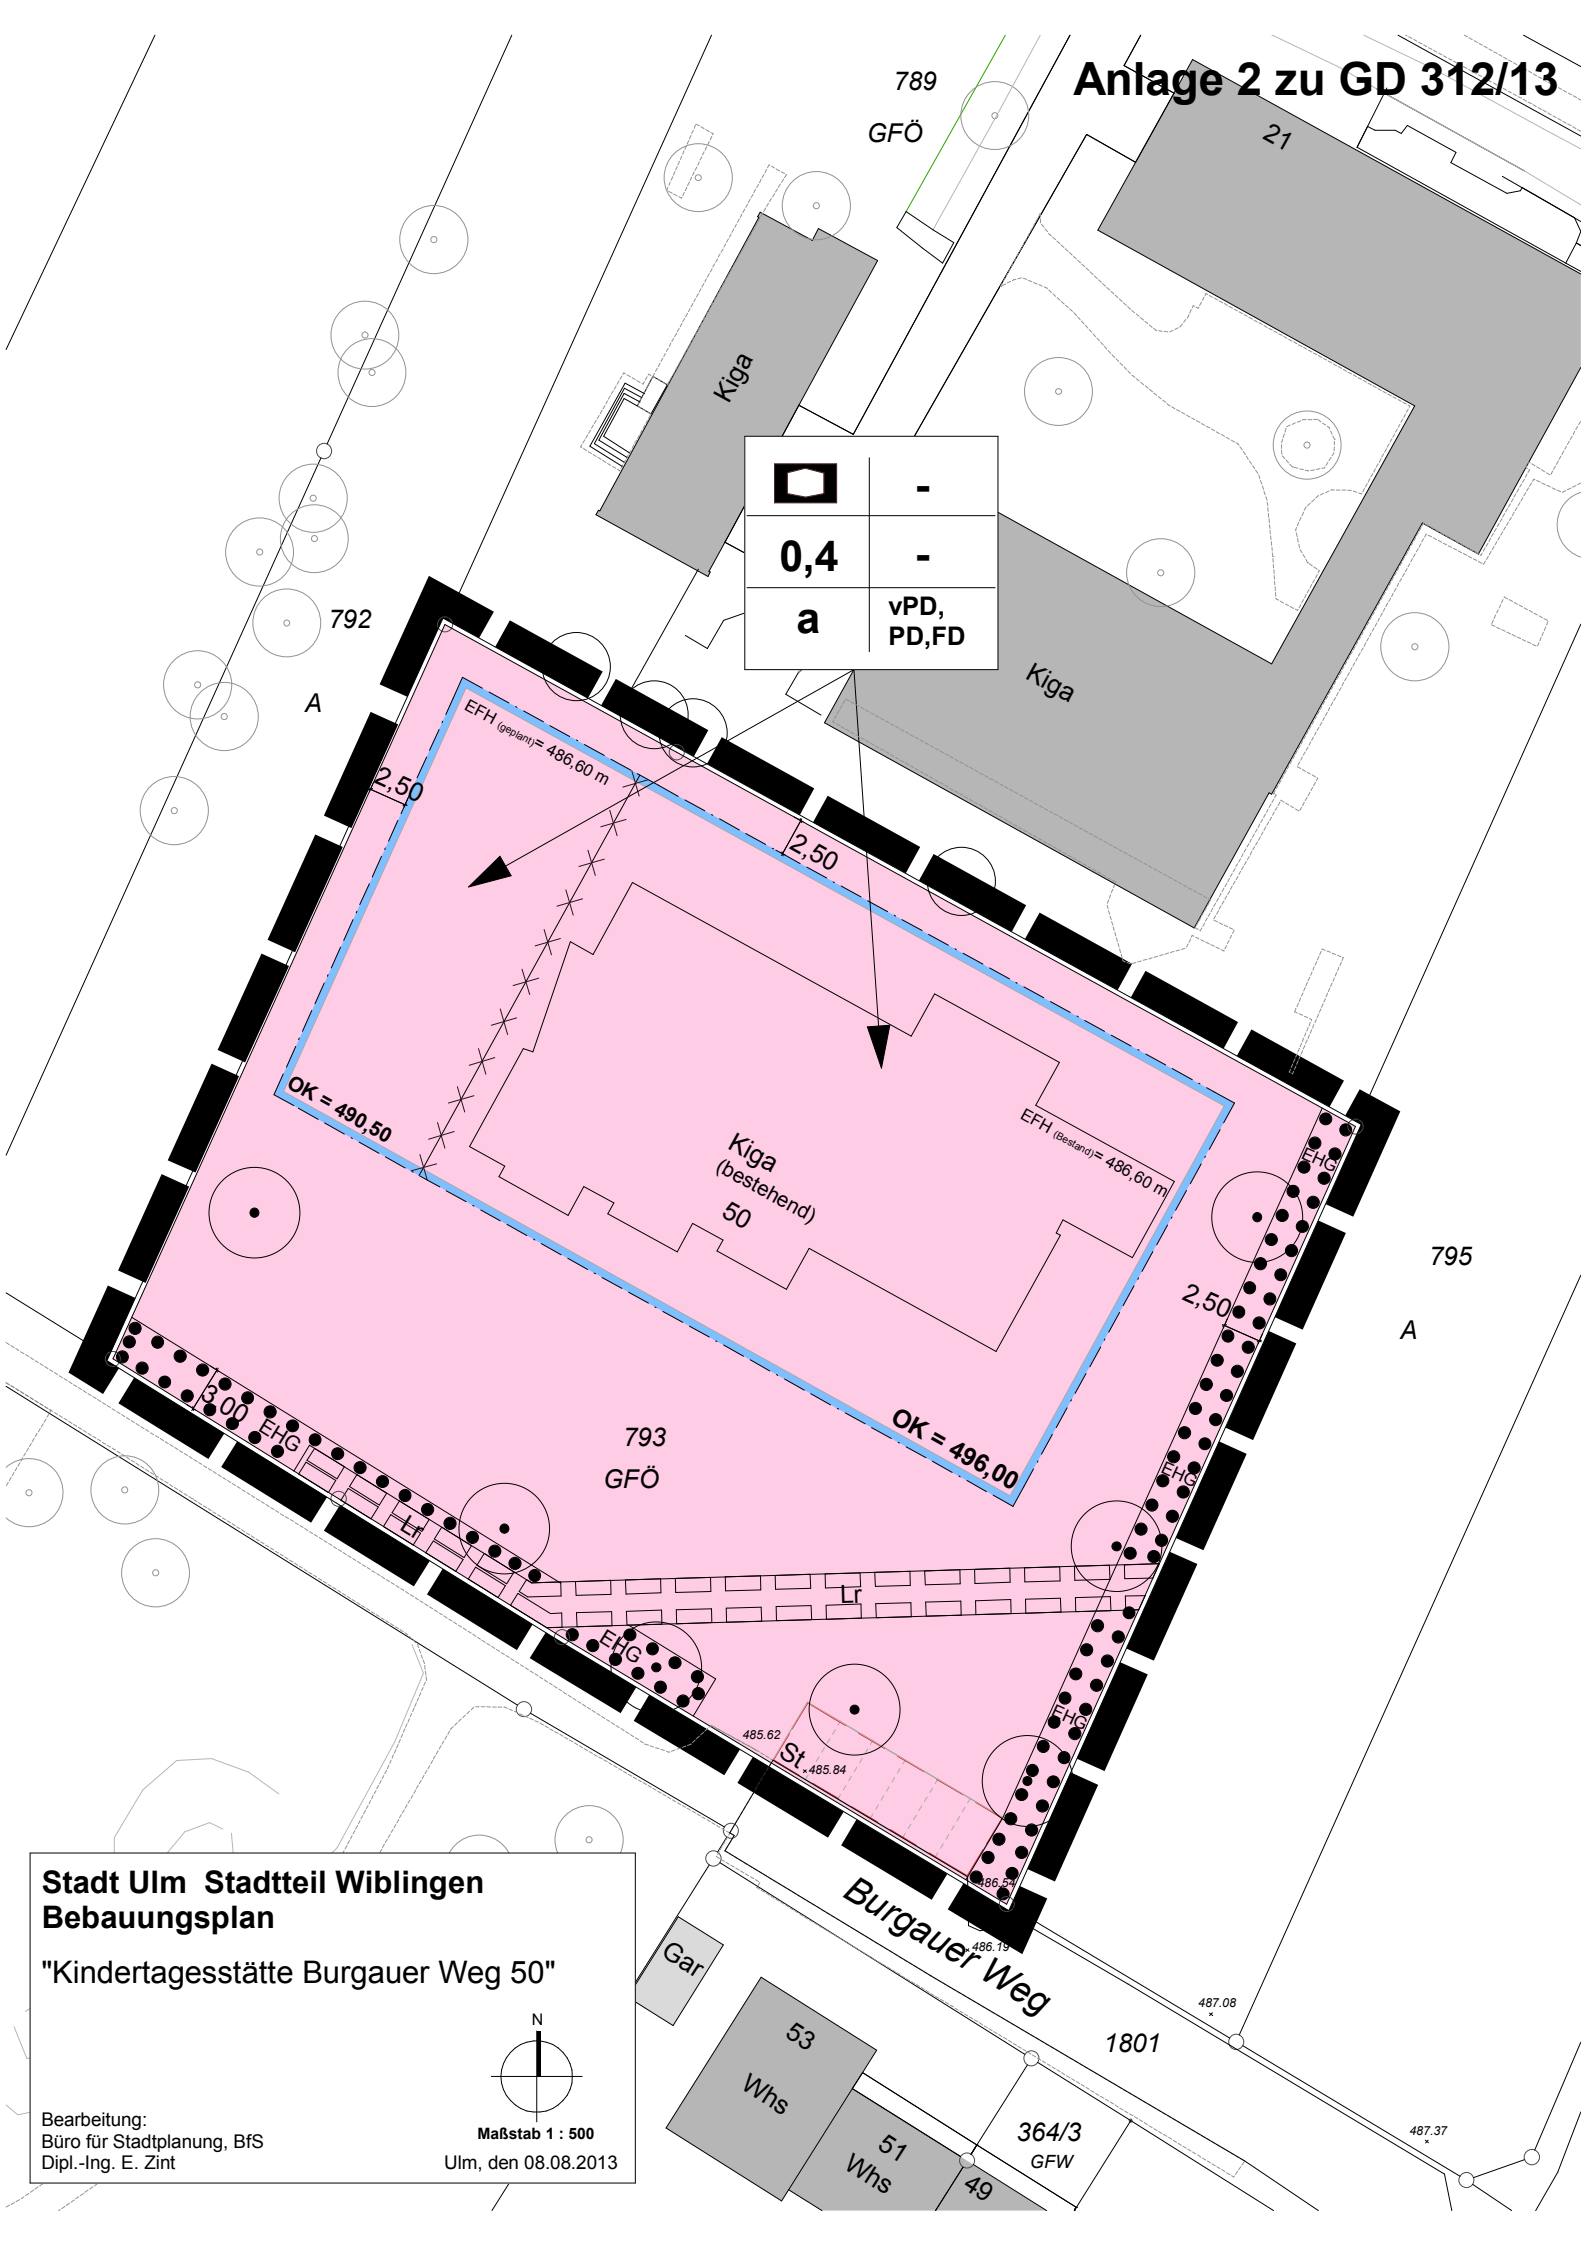 Anlage 2 zu GD 312/13
789
GFÖ
21
Kiga
-
0,4
-
a
vPD,
PD,FD
792
A
Kiga
EFH (geplant)= 486,60 m
2,50
2,50
OK = 490,50
Kiga
(bestehend)
50
EFH (Bestand)= 486,60 m
EHG
2,50
795
A
3,00
EHG
793
GFÖ
OK = 496,00
EHG
Lr
Lr
EHG
EHG
485.62
St
485.84
486.54
486.19
Burgauer Weg
Stadt Ulm Stadtteil Wiblingen
Bebauungsplan
"Kindertagesstätte Burgauer Weg 50"
N
Maßstab 1 : 500
Bearbeitung:
Büro für Stadtplanung, BfS
Dipl.-Ing. E. Zint
Ulm, den 08.08.2013
Gar
53
Whs
51
Whs
49
487.08
1801
364/3
GFW
487.37